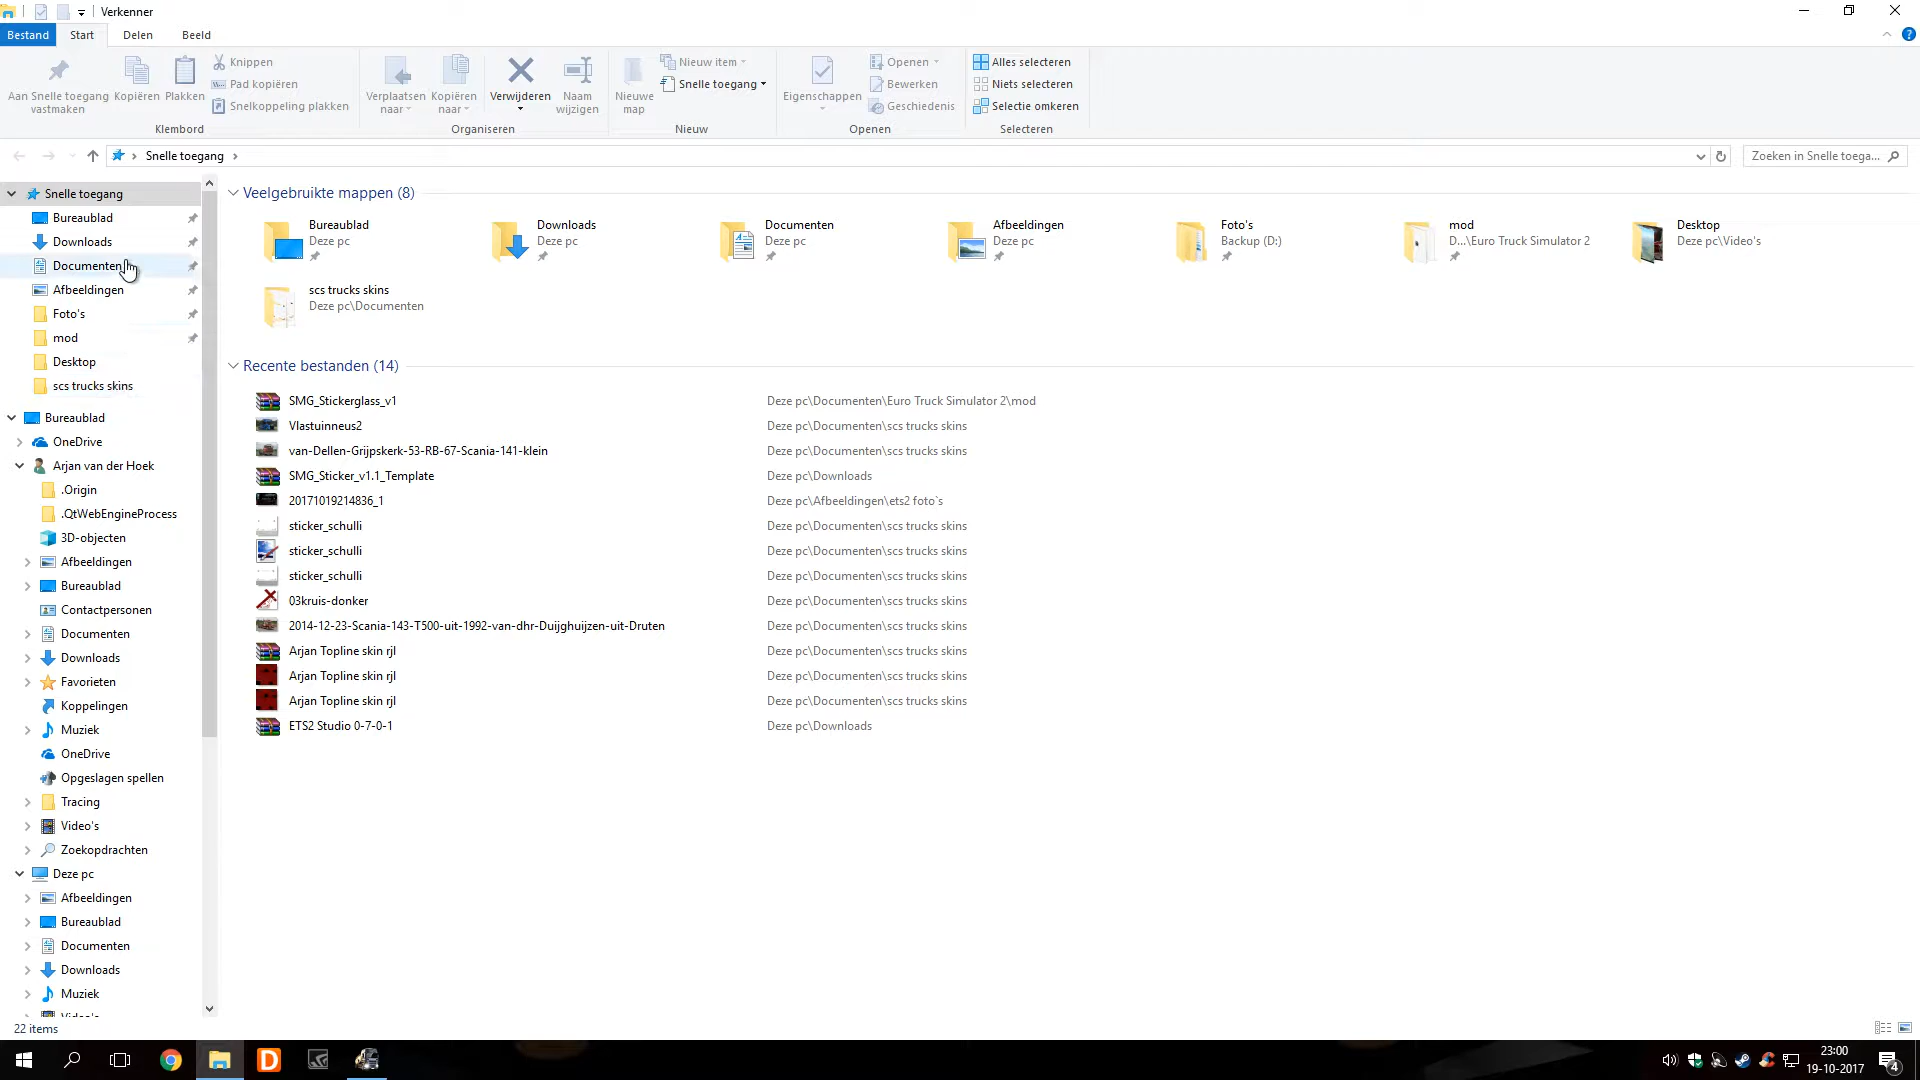 Verkenner
Bestand Start Delen Beeld
Aan Snelle toegang vastmaken
Kopiëren
Plakken
Knippen
Pad kopiëren
Snelkoppeling plakken
Klembord
Verplaatsen naar
Kopiëren naar
Verwijderen
Naam wijzigen
Organiseren
Nieuwe map
Nieuw item
Snelle toegang
Nieuw
Eigenschappen
Openen
Bewerken
Geschiedenis
Openen
Alles selecteren
Niets selecteren
Selectie omkeren
Selecteren
Snelle toegang
Zoeken in Snelle toega...
Snelle toegang
Bureaublad
Downloads
Documenten
Afbeeldingen
Foto's
mod
Desktop
scs trucks skins
Bureaublad
OneDrive
Arjan van der Hoek
.Origin
.QtWebEngineProcess
3D-objecten
Afbeeldingen
Bureaublad
Contactpersonen
Documenten
Downloads
Favorieten
Koppelingen
Muziek
OneDrive
Opgeslagen spellen
Tracing
Video's
Zoekopdrachten
Deze pc
Afbeeldingen
Bureaublad
Documenten
Downloads
Muziek
Video's
Veelgebruikte mappen (8)
Bureaublad
Deze pc
Downloads
Deze pc
Documenten
Deze pc
Afbeeldingen
Deze pc
Foto's
Backup (D:)
mod
D...\Euro Truck Simulator 2
Desktop
Deze pc\Video's
scs trucks skins
Deze pc\Documenten
Recente bestanden (14)
SMG_Stickerglass_v1 Deze pc\Documenten\Euro Truck Simulator 2\mod
Vlastuinneus2 Deze pc\Documenten\scs trucks skins
van-Dellen-Grijpskerk-53-RB-67-Scania-141-klein Deze pc\Documenten\scs trucks skins
SMG_Sticker_v1.1_Template Deze pc\Downloads
20171019214836_1 Deze pc\Afbeeldingen\ets2 foto`s
sticker_schulli Deze pc\Documenten\scs trucks skins
sticker_schulli Deze pc\Documenten\scs trucks skins
sticker_schulli Deze pc\Documenten\scs trucks skins
03kruis-donker Deze pc\Documenten\scs trucks skins
2014-12-23-Scania-143-T500-uit-1992-van-dhr-Duijghuijzen-uit-Druten Deze pc\Documenten\scs trucks skins
Arjan Topline skin rjl Deze pc\Documenten\scs trucks skins
Arjan Topline skin rjl Deze pc\Documenten\scs trucks skins
Arjan Topline skin rjl Deze pc\Documenten\scs trucks skins
ETS2 Studio 0-7-0-1 Deze pc\Downloads
22 items
23:00
19-10-2017
4